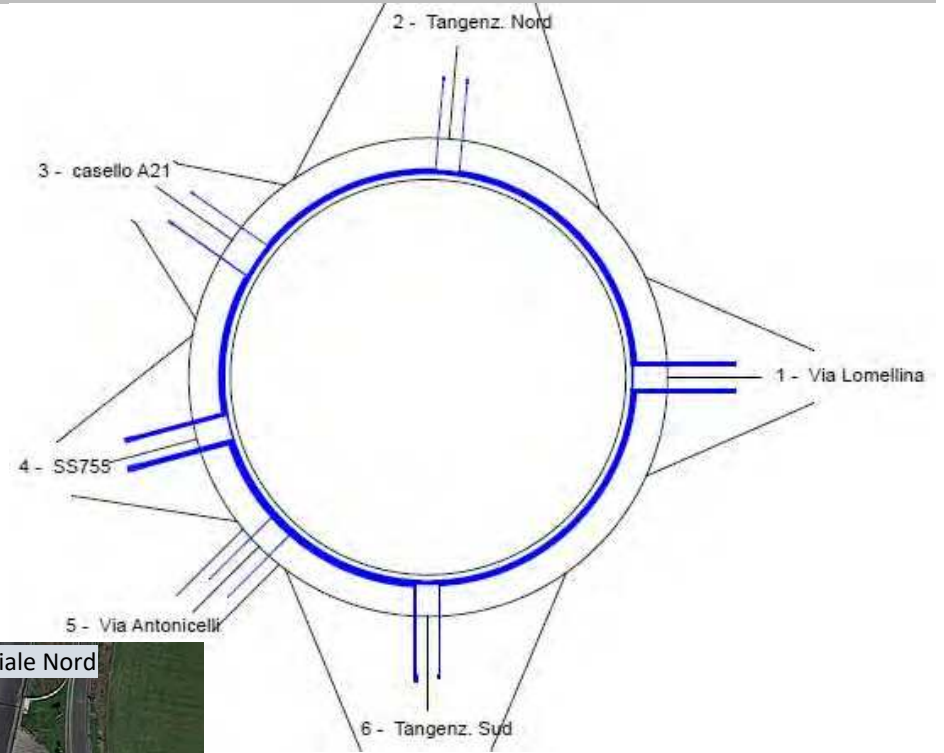 2 - Tangenz. Nord
3 - casello A21
1 - Via Lomellina
4 - SS755
5 - Via Antonicelli
iale Nord
6 - Tangenz. Sud